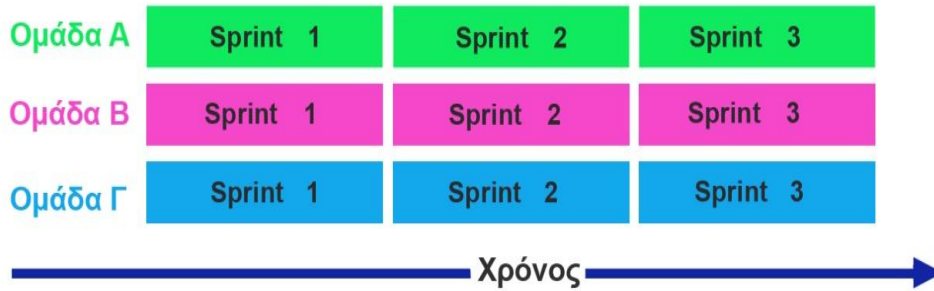 Ομάδα Α Sprint 1 Sprint 2 Sprint 3
Ομάδα Β Sprint 1 Sprint 2 Sprint 3
Ομάδα Γ Sprint 1 Sprint 2 Sprint 3
Χρόνος